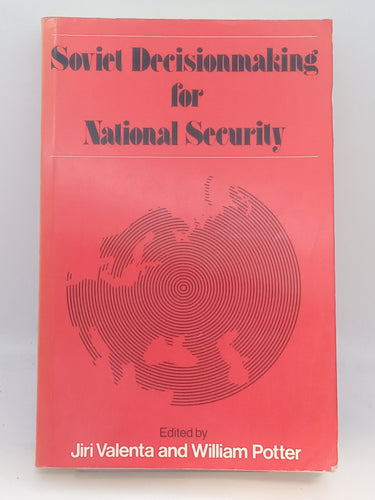 Soviet Decisionmaking
for
National Security
Edited by
Jiri Valenta and William Potter